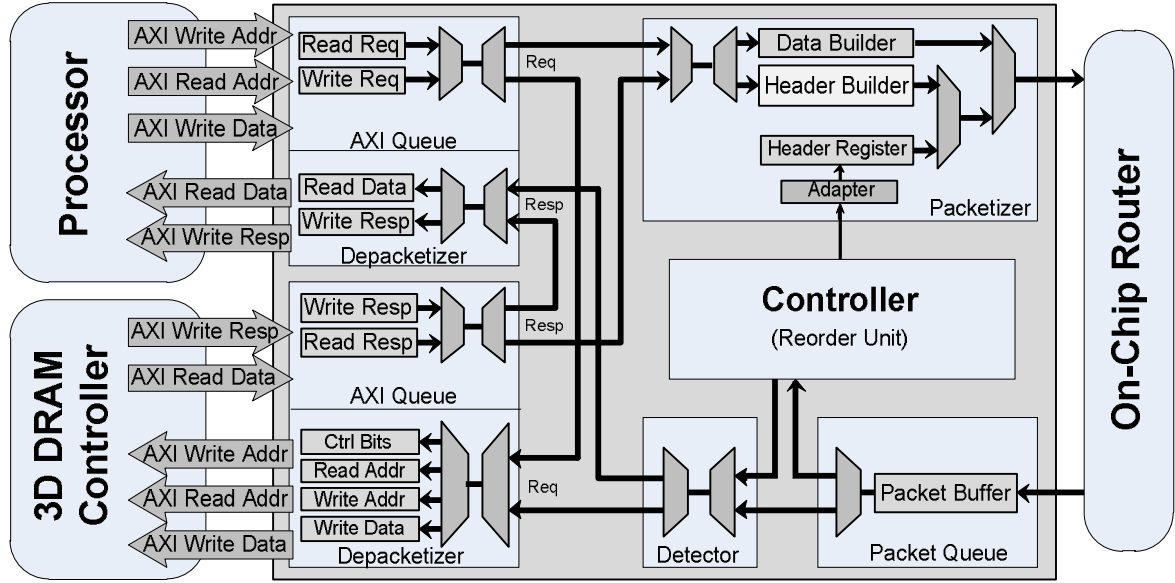 Processor
AXI Write Addr
AXI Read Addr
AXI Write Data
AXI Read Data
AXI Write Resp
Read Req
Write Req
Req
AXI Queue
Read Data
Write Resp
Resp
Depacketizer
3D DRAM
Controller
AXI Write Resp
AXI Read Data
AXI Write Addr
AXI Read Addr
AXI Write Data
Write Resp
Read Resp
Resp
AXI Queue
Ctrl Bits
Read Addr
Write Addr
Write Data
Req
Depacketizer
Data Builder
Header Builder
Header Register
Adapter
Packetizer
Controller
(Reorder Unit)
Detector
Packet Buffer
Packet Queue
On-Chip Router